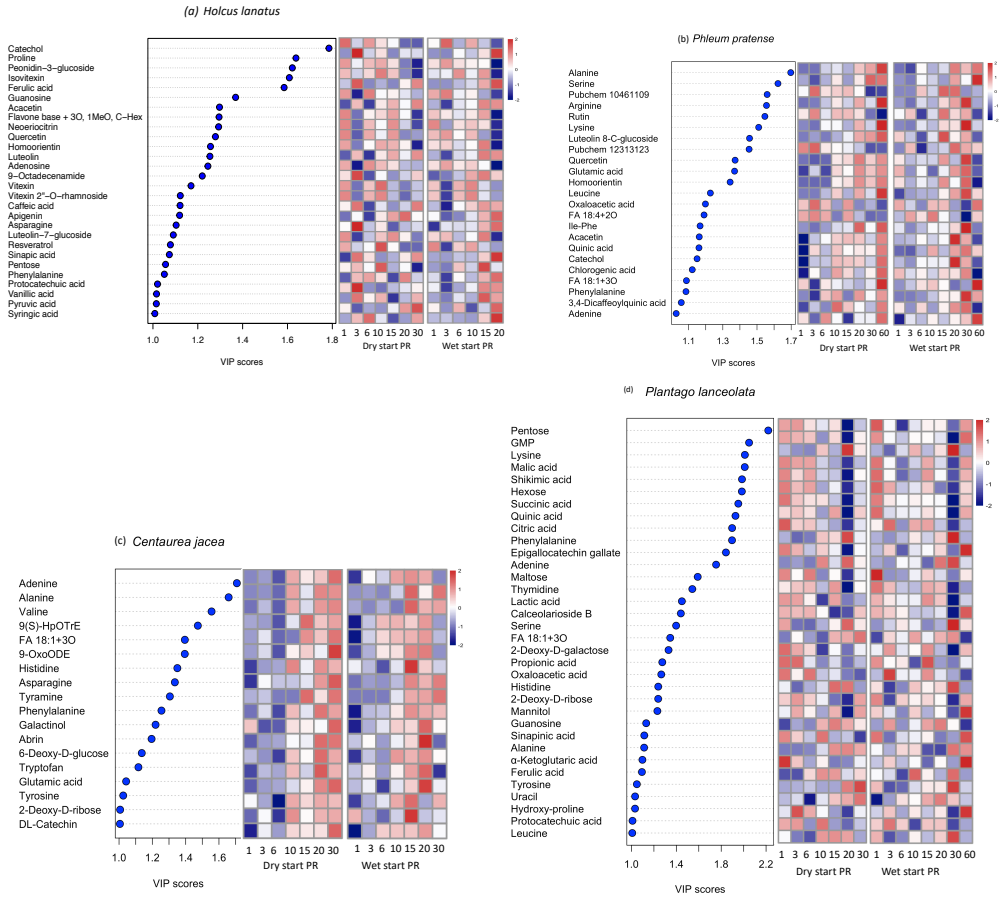 (a) Holcus lanatus
Catechol
Proline
Peonidin−3−glucoside
Isovitexin
Ferulic acid
Guanosine
Acacetin
Flavone base + 3O, 1MeO, C−Hex
Neoeriocitrin
Quercetin
Homoorientin
Luteolin
Adenosine
9−Octadecenamide
Vitexin
Vitexin 2"−O−rhamnoside
Caffeic acid
Apigenin
Asparagine
Luteolin−7−glucoside
Resveratrol
Sinapic acid
Pentose
Phenylalanine
Protocatechuic acid
Vanillic acid
Pyruvic acid
Syringic acid
1.0 1.2 1.4 1.6 1.8
VIP scores
1 3 6 10 15 20 30
Dry start PR
1 3 6 10 15 20
Wet start PR
2
1
0
-1
-2
(b) Phleum pratense
Alanine
Serine
Pubchem 10461109
Arginine
Rutin
Lysine
Luteolin 8-C-glucoside
Pubchem 12313123
Quercetin
Glutamic acid
Homoorientin
Leucine
Oxaloacetic acid
FA 18:4+2O
Ile-Phe
Acacetin
Quinic acid
Catechol
Chlorogenic acid
FA 18:1+3O
Phenylalanine
3,4-Dicaffeoylquinic acid
Adenine
1.1 1.3 1.5 1.7
VIP scores
1 3 6 10 15 20 30 60
Dry start PR
1 3 6 10 15 20 30 60
Wet start PR
2
1
0
-1
-2
(c) Centaurea jacea
Adenine
Alanine
Valine
9(S)-HpOTrE
FA 18:1+3O
9-OxoODE
Histidine
Asparagine
Tyramine
Phenylalanine
Galactinol
Abrin
6-Deoxy-D-glucose
Tryptofan
Glutamic acid
Tyrosine
2-Deoxy-D-ribose
DL-Catechin
1.0 1.2 1.4 1.6
VIP scores
1 3 6 10 15 20 30
Dry start PR
1 3 6 10 15 20 30
Wet start PR
2
1
0
-1
-2
(d) Plantago lanceolata
Pentose
GMP
Lysine
Malic acid
Shikimic acid
Hexose
Succinic acid
Quinic acid
Citric acid
Phenylalanine
Epigallocatechin gallate
Adenine
Maltose
Thymidine
Lactic acid
Calceolarioside B
Serine
FA 18:1+3O
2-Deoxy-D-galactose
Propionic acid
Oxaloacetic acid
Histidine
2-Deoxy-D-ribose
Mannitol
Guanosine
Sinapinic acid
Alanine
α-Ketoglutaric acid
Ferulic acid
Tyrosine
Uracil
Hydroxy-proline
Protocatechuic acid
Leucine
1.0 1.4 1.8 2.2
VIP scores
1 3 6 10 15 20 30
Dry start PR
1 3 6 10 15 20 30 60
Wet start PR
2
1
0
-1
-2